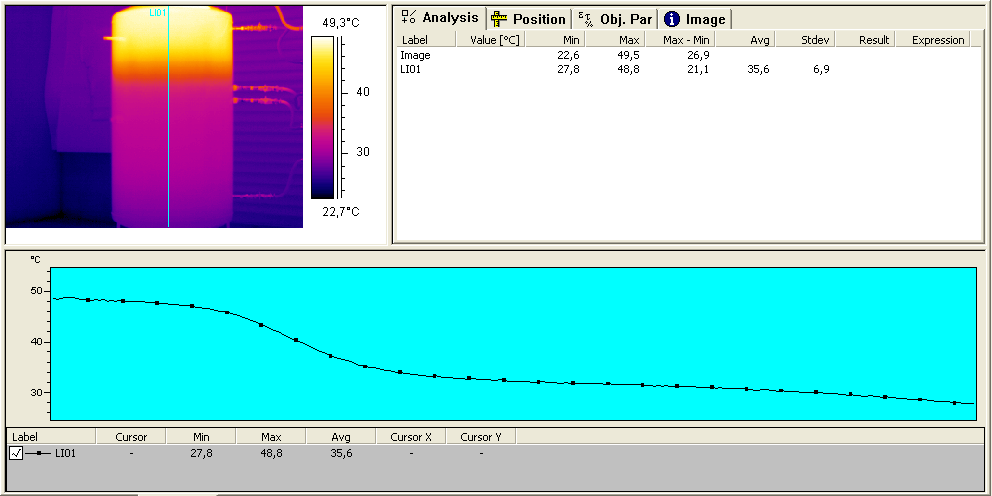 LI01
49,3°C
40
30
22,7°C
Analysis Position Obj. Par Image
Label Value [°C] Min Max Max - Min Avg Stdev Result Expression
Image 22,6 49,5 26,9
LI01 27,8 48,8 21,1 35,6 6,9
°C
50
40
30
Label Cursor Min Max Avg Cursor X Cursor Y
LI01 - 27,8 48,8 35,6 - -